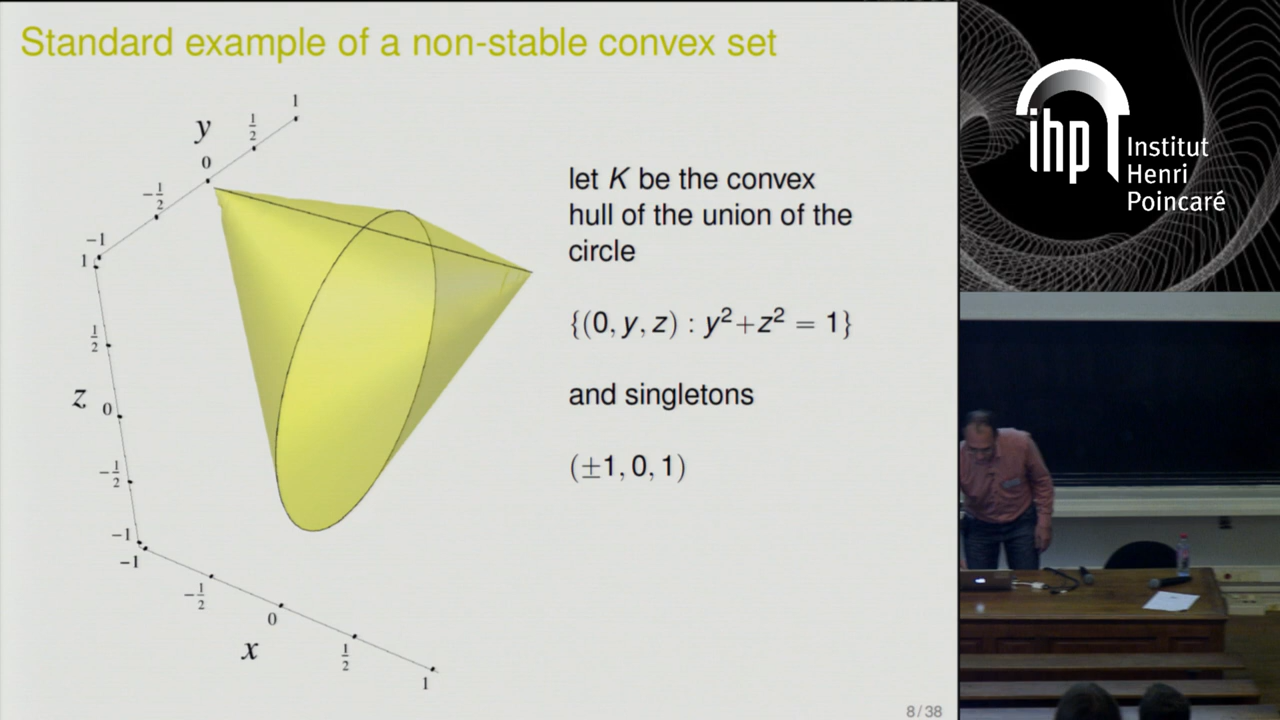 Standard example of a non-stable convex set
1
1/2
y
0
-1/2
-1
1
1/2
z
0
-1/2
-1
-1
-1/2
0
x
1/2
1
let K be the convex
hull of the union of the
circle
{(0, y, z) : y²+z² = 1}
and singletons
(±1, 0, 1)
8/38
ihp
Institut
Henri
Poincaré